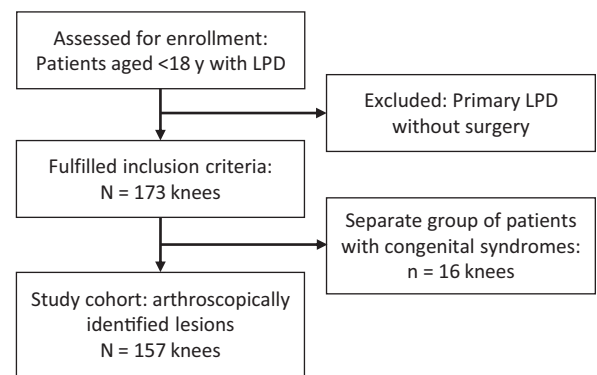 Assessed for enrollment:
Patients aged <18 y with LPD
Excluded: Primary LPD
without surgery
Fulfilled inclusion criteria:
N = 173 knees
Separate group of patients
with congenital syndromes:
n = 16 knees
Study cohort: arthroscopically
identified lesions
N = 157 knees